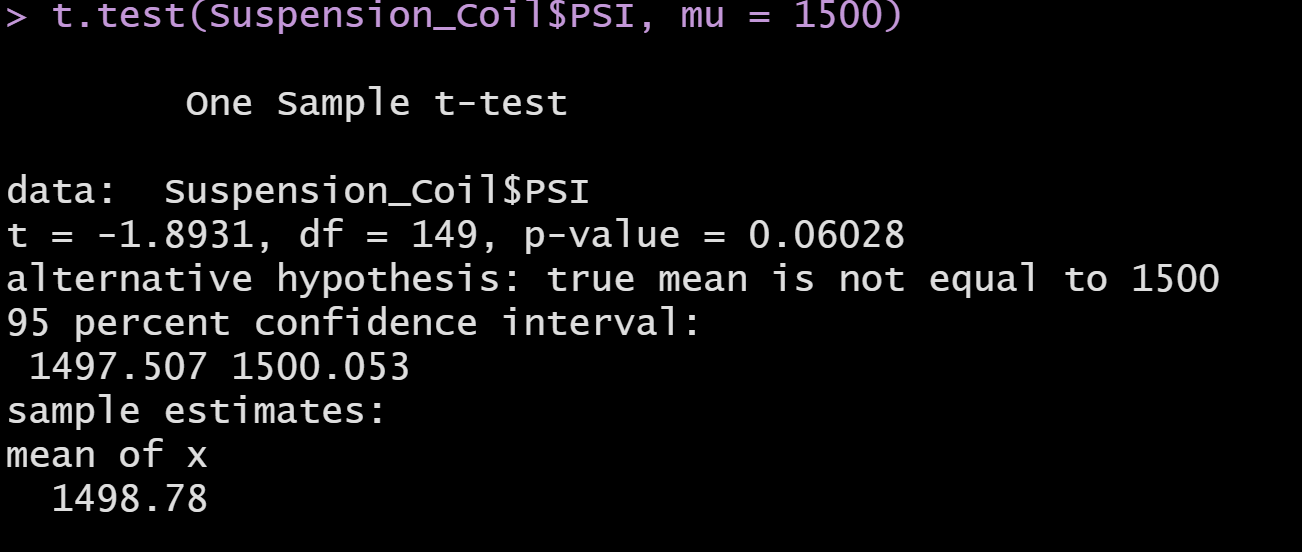 > t.test(Suspension_Coil$PSI, mu = 1500)
One Sample t-test
data:  Suspension_Coil$PSI
t = -1.8931, df = 149, p-value = 0.06028
alternative hypothesis: true mean is not equal to 1500
95 percent confidence interval:
1497.507 1500.053
sample estimates:
mean of x
1498.78